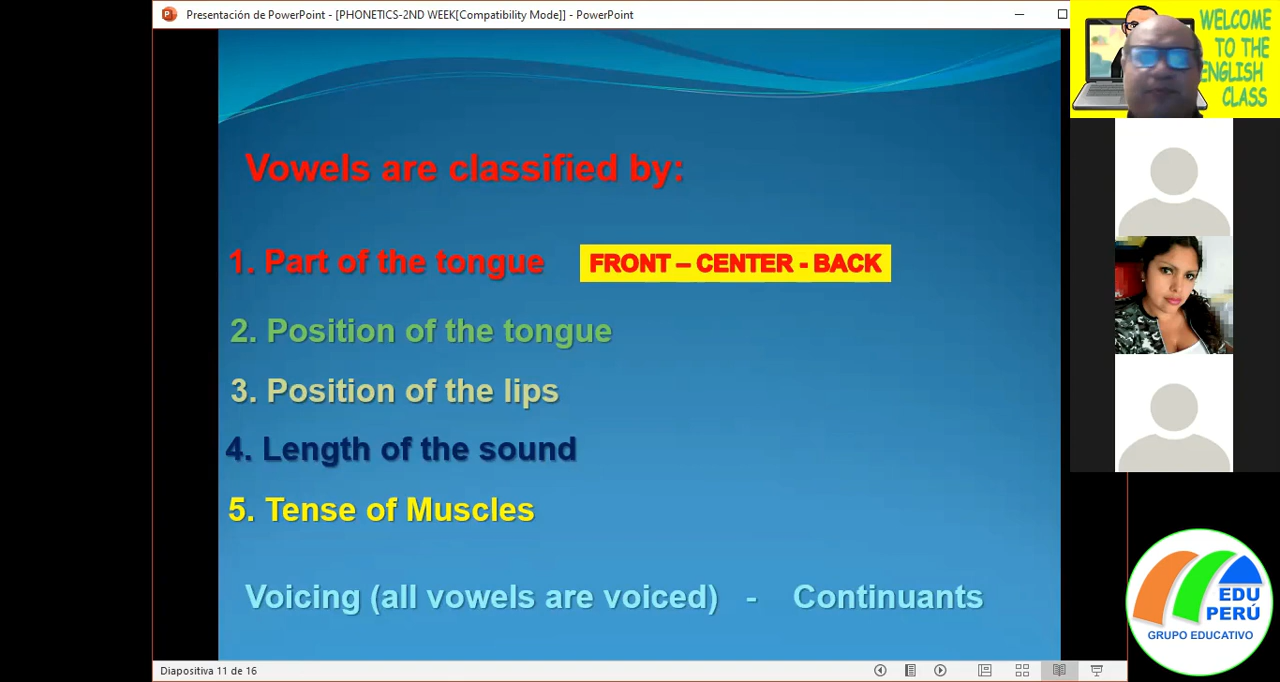 Presentación de PowerPoint - [PHONETICS-2ND WEEK[Compatibility Mode]] - PowerPoint
WELCOME
TO THE
ENGLISH
CLASS
Vowels are classified by:
1. Part of the tongue FRONT – CENTER - BACK
2. Position of the tongue
3. Position of the lips
4. Length of the sound
5. Tense of Muscles
Voicing (all vowels are voiced) - Continuants
EDU
PERÚ
GRUPO EDUCATIVO
Diapositiva 11 de 16